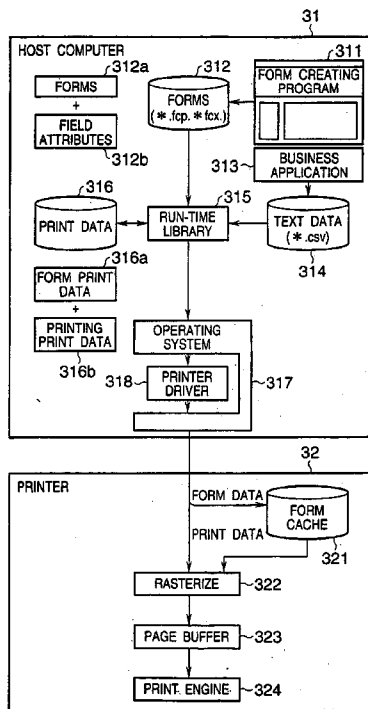 31
HOST COMPUTER
312a
FORMS
+
FIELD
ATTRIBUTES
312b
312
FORMS
(*.fcp. *fcx.)
311
FORM CREATING
PROGRAM
313
BUSINESS
APPLICATION
316
PRINT DATA
315
RUN-TIME
LIBRARY
TEXT DATA
(*.csv)
314
316a
FORM PRINT
DATA
+
PRINTING
PRINT DATA
316b
OPERATING
SYSTEM
318
PRINTER
DRIVER
317
32
PRINTER
FORM DATA
FORM
CACHE
321
PRINT DATA
RASTERIZE
322
PAGE BUFFER
323
PRINT ENGINE
324